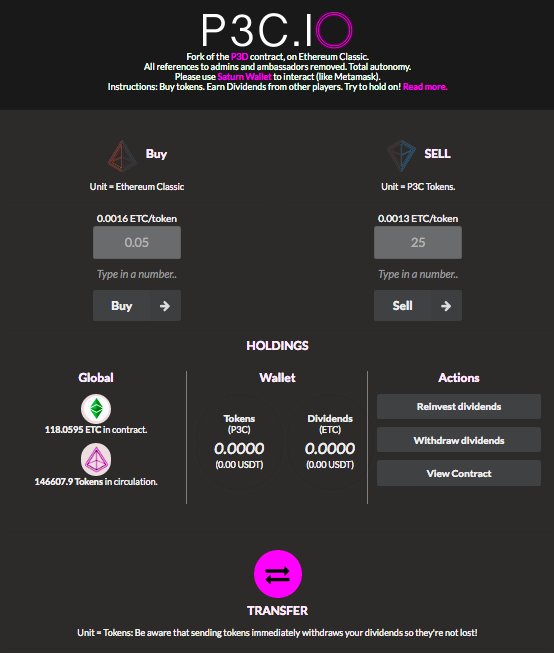 P3C.IO
Fork of the P3D contract, on Ethereum Classic.
All references to admins and ambassadors removed. Total autonomy.
Please use Saturn Wallet to interact (like Metamask).
Instructions: Buy tokens. Earn Dividends from other players. Try to hold on! Read more.
Buy
Unit = Ethereum Classic
0.0016 ETC/token
0.05
Type in a number..
Buy
SELL
Unit = P3C Tokens.
0.0013 ETC/token
25
Type in a number..
Sell
HOLDINGS
Global
118.0595 ETC in contract.
146607.9 Tokens in circulation.
Wallet
Tokens
(P3C)
0.0000
(0.00 USDT)
Dividends
(ETC)
0.0000
(0.00 USDT)
Actions
Reinvest dividends
Withdraw dividends
View Contract
TRANSFER
Unit = Tokens: Be aware that sending tokens immediately withdraws your dividends so they're not lost!